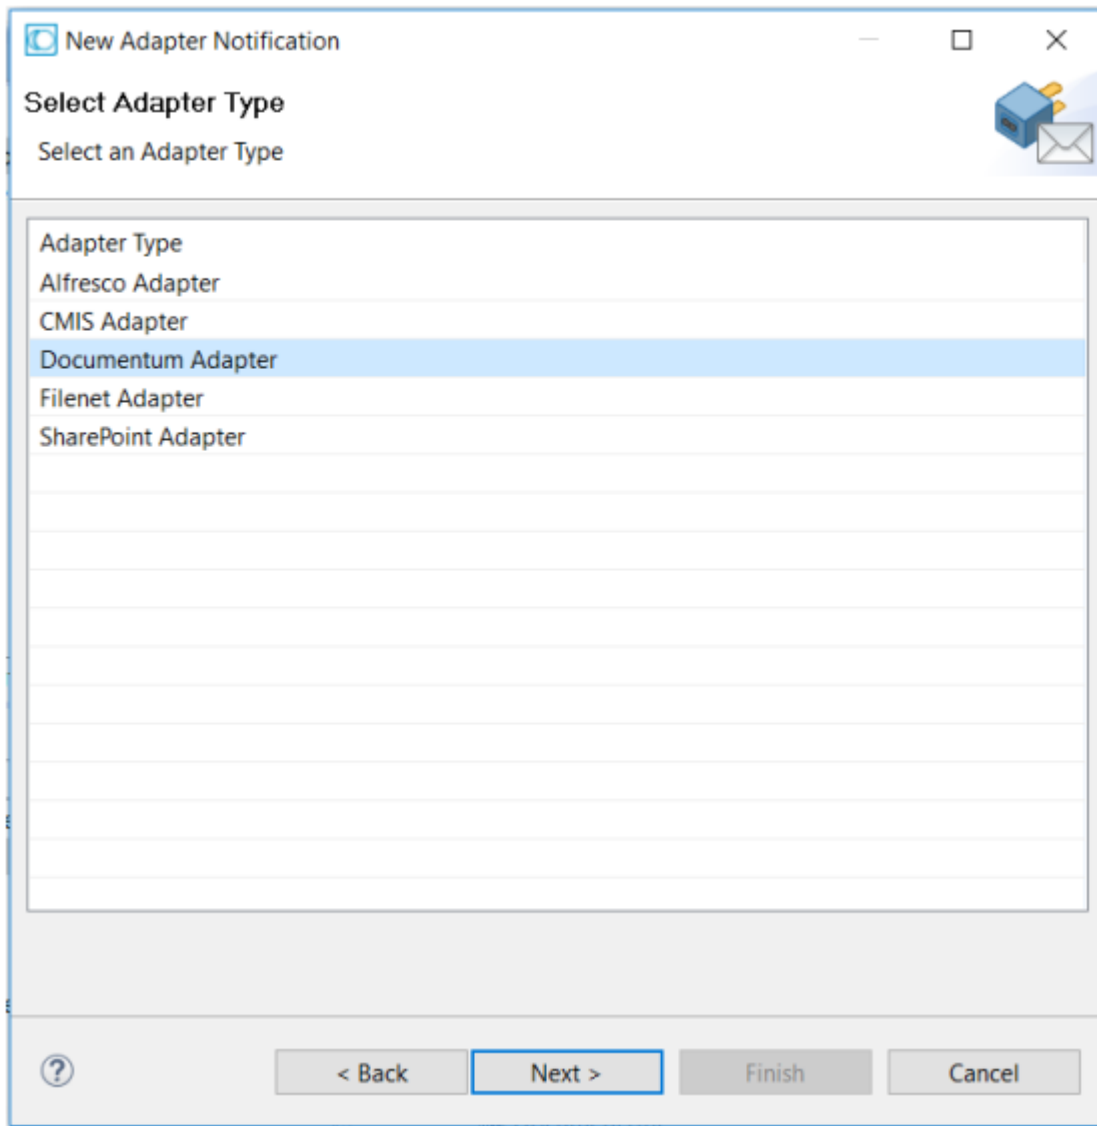 New Adapter Notification
Select Adapter Type
Select an Adapter Type
Adapter Type
Alfresco Adapter
CMIS Adapter
Documentum Adapter
Filenet Adapter
SharePoint Adapter
?
< Back Next > Finish Cancel